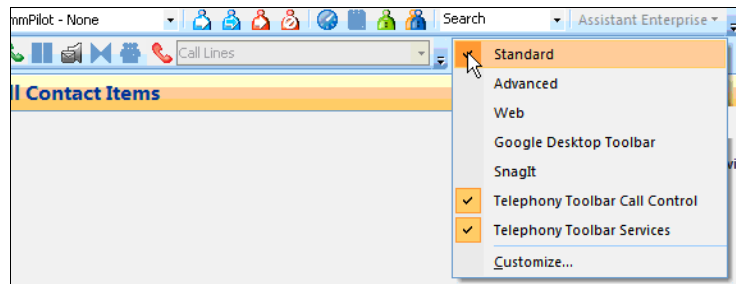 mmPilot - None Search Assistant Enterprise
Call Lines
ll Contact Items
Standard
Advanced
Web
Google Desktop Toolbar
SnagIt
Telephony Toolbar Call Control
Telephony Toolbar Services
Customize...